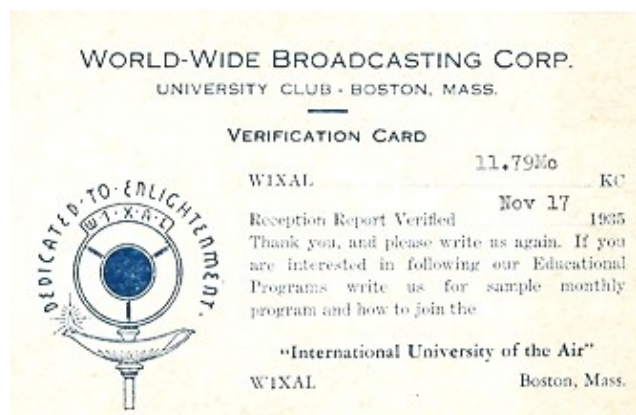 WORLD-WIDE BROADCASTING CORP.
UNIVERSITY CLUB - BOSTON, MASS.
VERIFICATION CARD
11.79Mc
W1XAL KC
Nov 17
Reception Report Verified 1935
Thank you, and please write us again. If you
are interested in following our Educational
Programs write us for sample monthly
program and how to join the
"International University of the Air"
W1XAL Boston, Mass.
DEDICATED·TO·ENLIGHTENMENT.
W·1·X·A·L